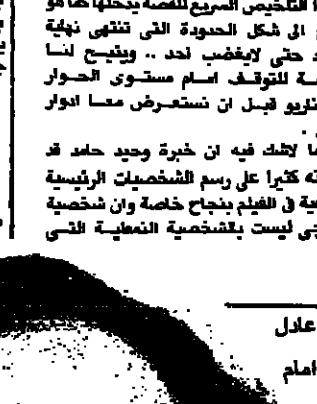 التلخيص السريع للقصة يدخلها كما هو
الى شكل الحدوتة التى تنتهى نهاية
حتى لايغضب احد .. ويتيح لنا
للتوقف امام مستوى الحوار
قبل ان نستعرض معا ادوار
لاشك فيه ان خبرة وحيد حامد قد
كثيرا على رسم الشخصيات الرئيسية
فى الفيلم بنجاح خاصة وان شخصية
ليست بالشخصية النمطية التى
عادل
امام